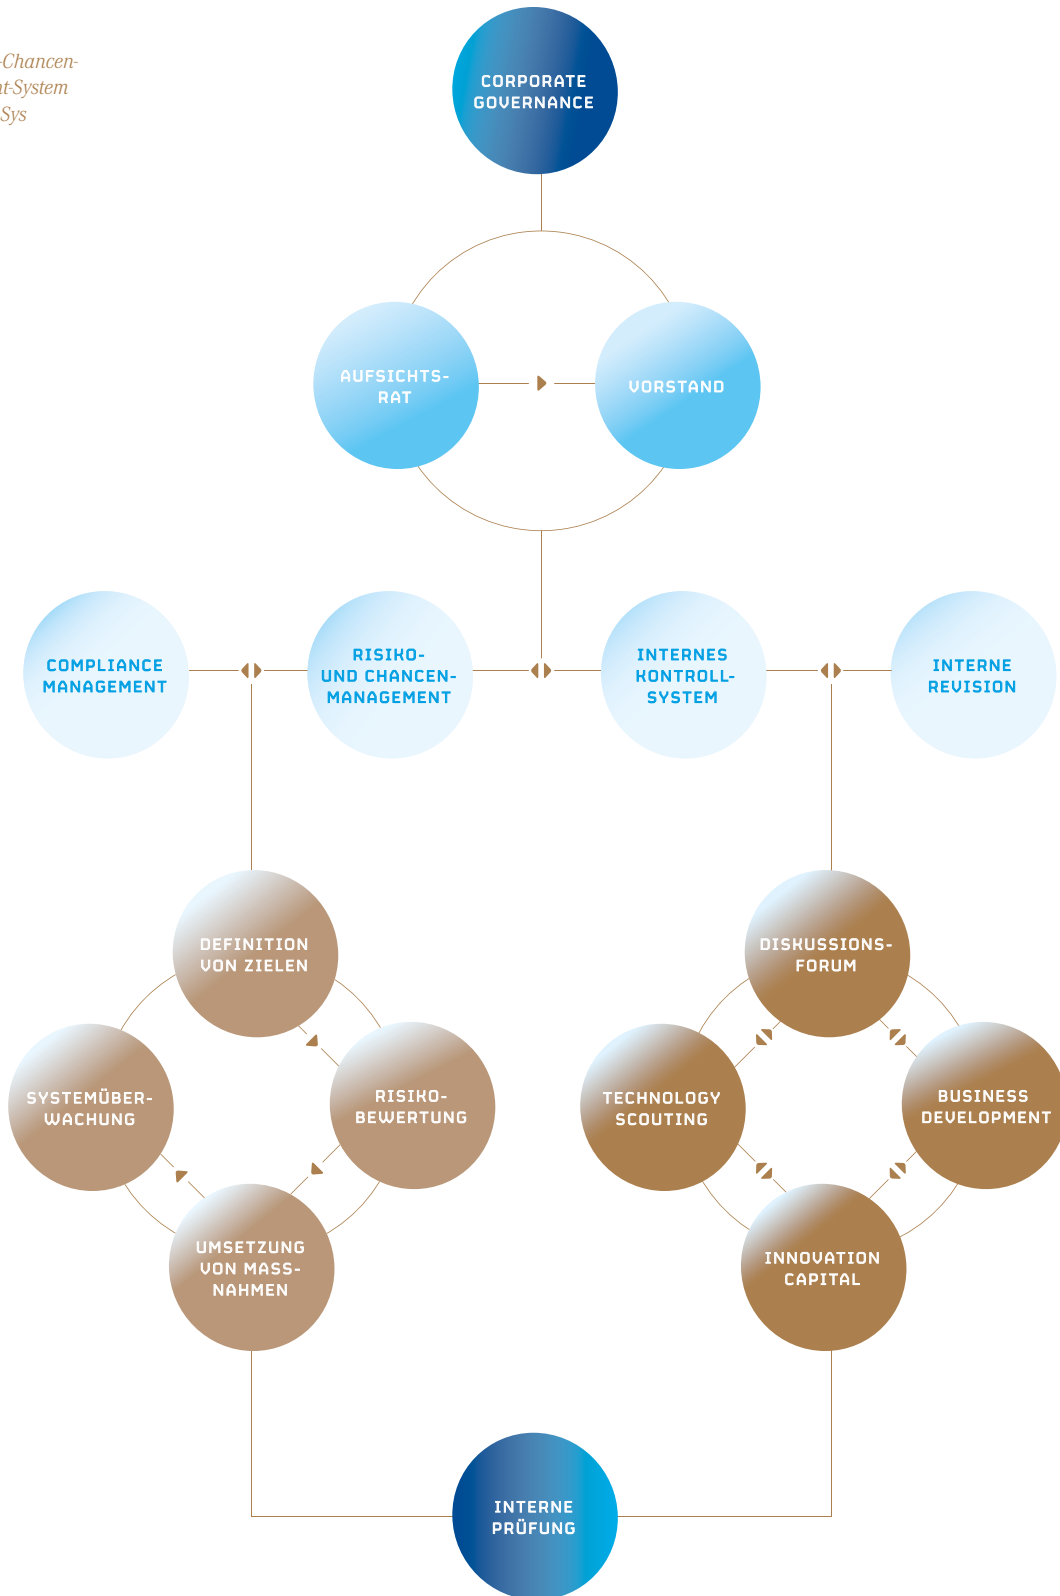 -Chancen-
nt-System
Sys
CORPORATE
GOVERNANCE
AUFSICHTS-
RAT
VORSTAND
COMPLIANCE
MANAGEMENT
RISIKO-
UND CHANCEN-
MANAGEMENT
INTERNES
KONTROLL-
SYSTEM
INTERNE
REVISION
DEFINITION
VON ZIELEN
DISKUSSIONS-
FORUM
SYSTEMÜBER-
WACHUNG
RISIKO-
BEWERTUNG
TECHNOLOGY
SCOUTING
BUSINESS
DEVELOPMENT
UMSETZUNG
VON MASS-
NAHMEN
INNOVATION
CAPITAL
INTERNE
PRÜFUNG